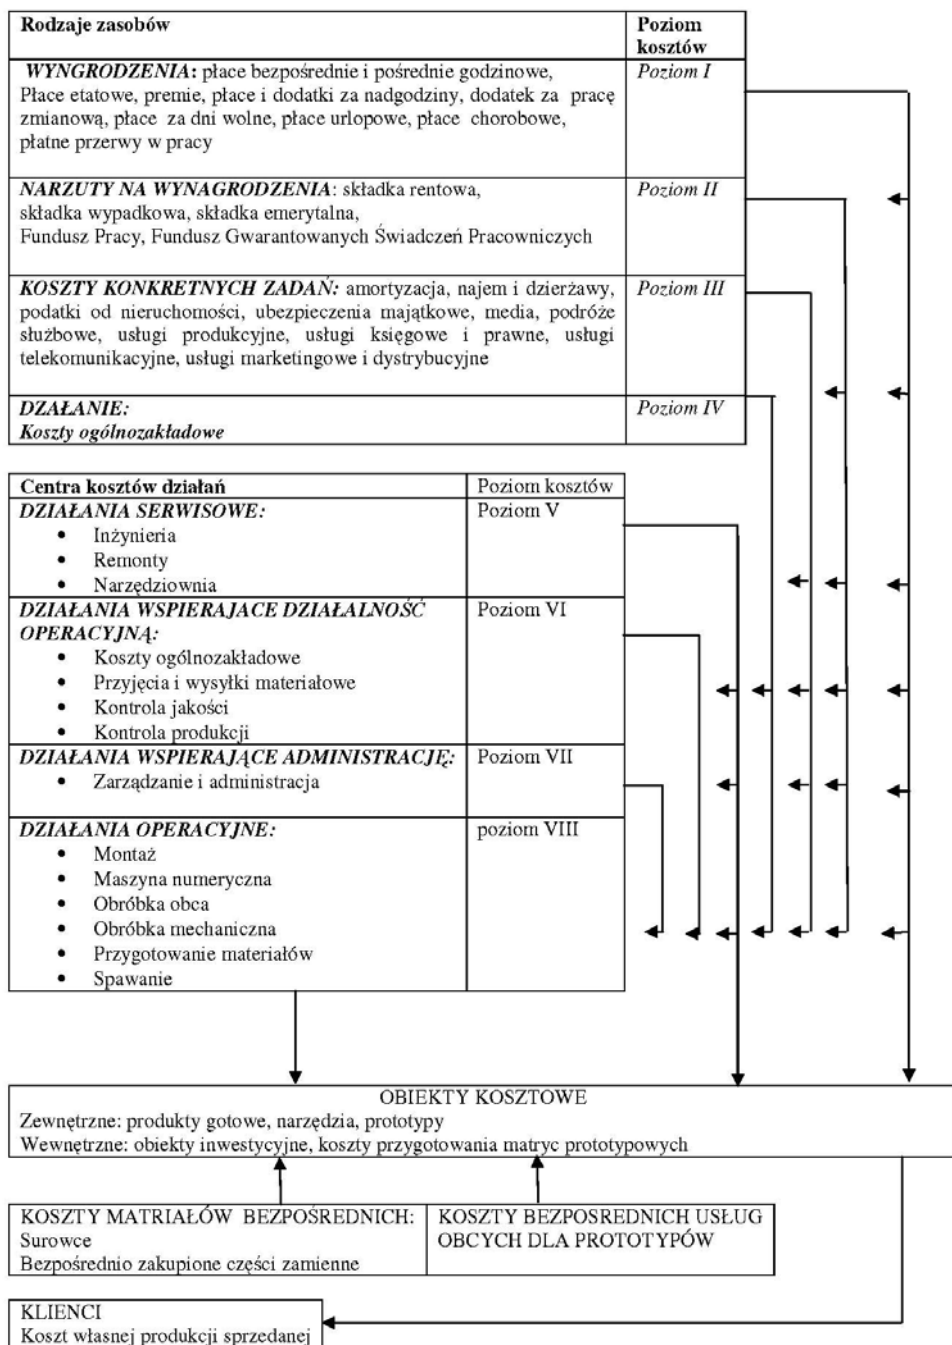 Rodzaje zasobów
Poziom
kosztów
WYNGRODZENIA: płace bezpośrednie i pośrednie godzinowe,
Płace etatowe, premie, płace i dodatki za nadgodziny, dodatek za pracę
zmianową, płace za dni wolne, płace urlopowe, płace chorobowe,
płatne przerwy w pracy
Poziom I
NARZUTY NA WYNAGRODZENIA: składka rentowa,
składka wypadkowa, składka emerytalna,
Fundusz Pracy, Fundusz Gwarantowanych Świadczeń Pracowniczych
Poziom II
KOSZTY KONKRETNYCH ZADAŃ: amortyzacja, najem i dzierżawy,
podatki od nieruchomości, ubezpieczenia majątkowe, media, podróże
służbowe, usługi produkcyjne, usługi księgowe i prawne, usługi
telekomunikacyjne, usługi marketingowe i dystrybucyjne
Poziom III
DZAŁANIE:
Koszty ogólnozakładowe
Poziom IV
Centra kosztów działań
Poziom kosztów
DZIAŁANIA SERWISOWE:
• Inżynieria
• Remonty
• Narzędziownia
Poziom V
DZIAŁANIA WSPIERAJACE DZIAŁALNOŚĆ
OPERACYJNĄ:
• Koszty ogólnozakładowe
• Przyjęcia i wysyłki materiałowe
• Kontrola jakości
• Kontrola produkcji
Poziom VI
DZIAŁANIA WSPIERAJĄCE ADMINISTRACJĘ:
• Zarządzanie i administracja
Poziom VII
DZIAŁANIA OPERACYJNE:
• Montaż
• Maszyna numeryczna
• Obróbka obca
• Obróbka mechaniczna
• Przygotowanie materiałów
• Spawanie
poziom VIII
OBIEKTY KOSZTOWE
Zewnętrzne: produkty gotowe, narzędzia, prototypy
Wewnętrzne: obiekty inwestycyjne, koszty przygotowania matryc prototypowych
KOSZTY MATRIAŁÓW BEZPOŚREDNICH:
Surowce
Bezpośrednio zakupione części zamienne
KOSZTY BEZPOSREDNICH USŁUG
OBCYCH DLA PROTOTYPÓW
KLIENCI
Koszt własnej produkcji sprzedanej